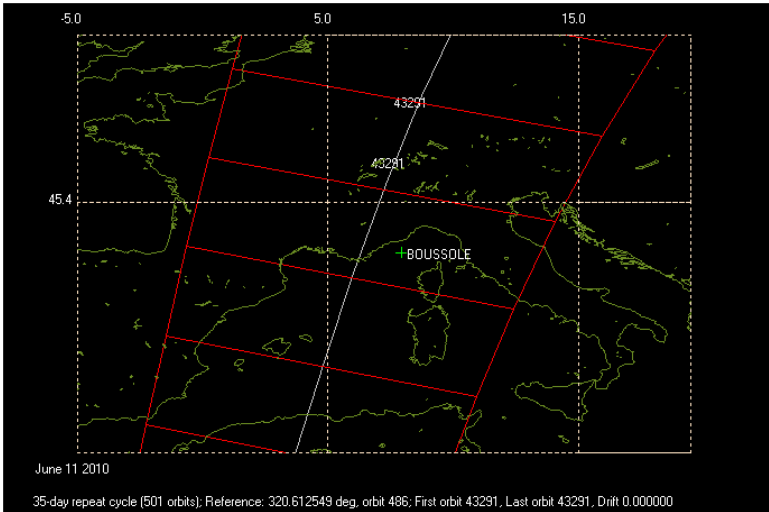 -5.0 5.0 15.0
43291
43291
45.4
BOUSSOLE
June 11 2010
35-day repeat cycle (501 orbits); Reference: 320.612549 deg, orbit 486; First orbit 43291, Last orbit 43291, Drift 0.000000